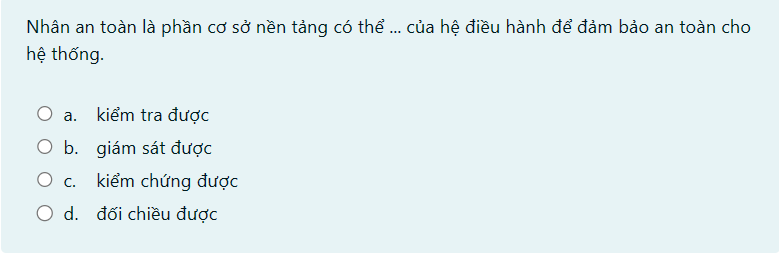 Nhân an toàn là phần cơ sở nền tảng có thể ... của hệ điều hành để đảm bảo an toàn cho
hệ thống.
a. kiểm tra được
b. giám sát được
c. kiểm chứng được
d. đối chiều được